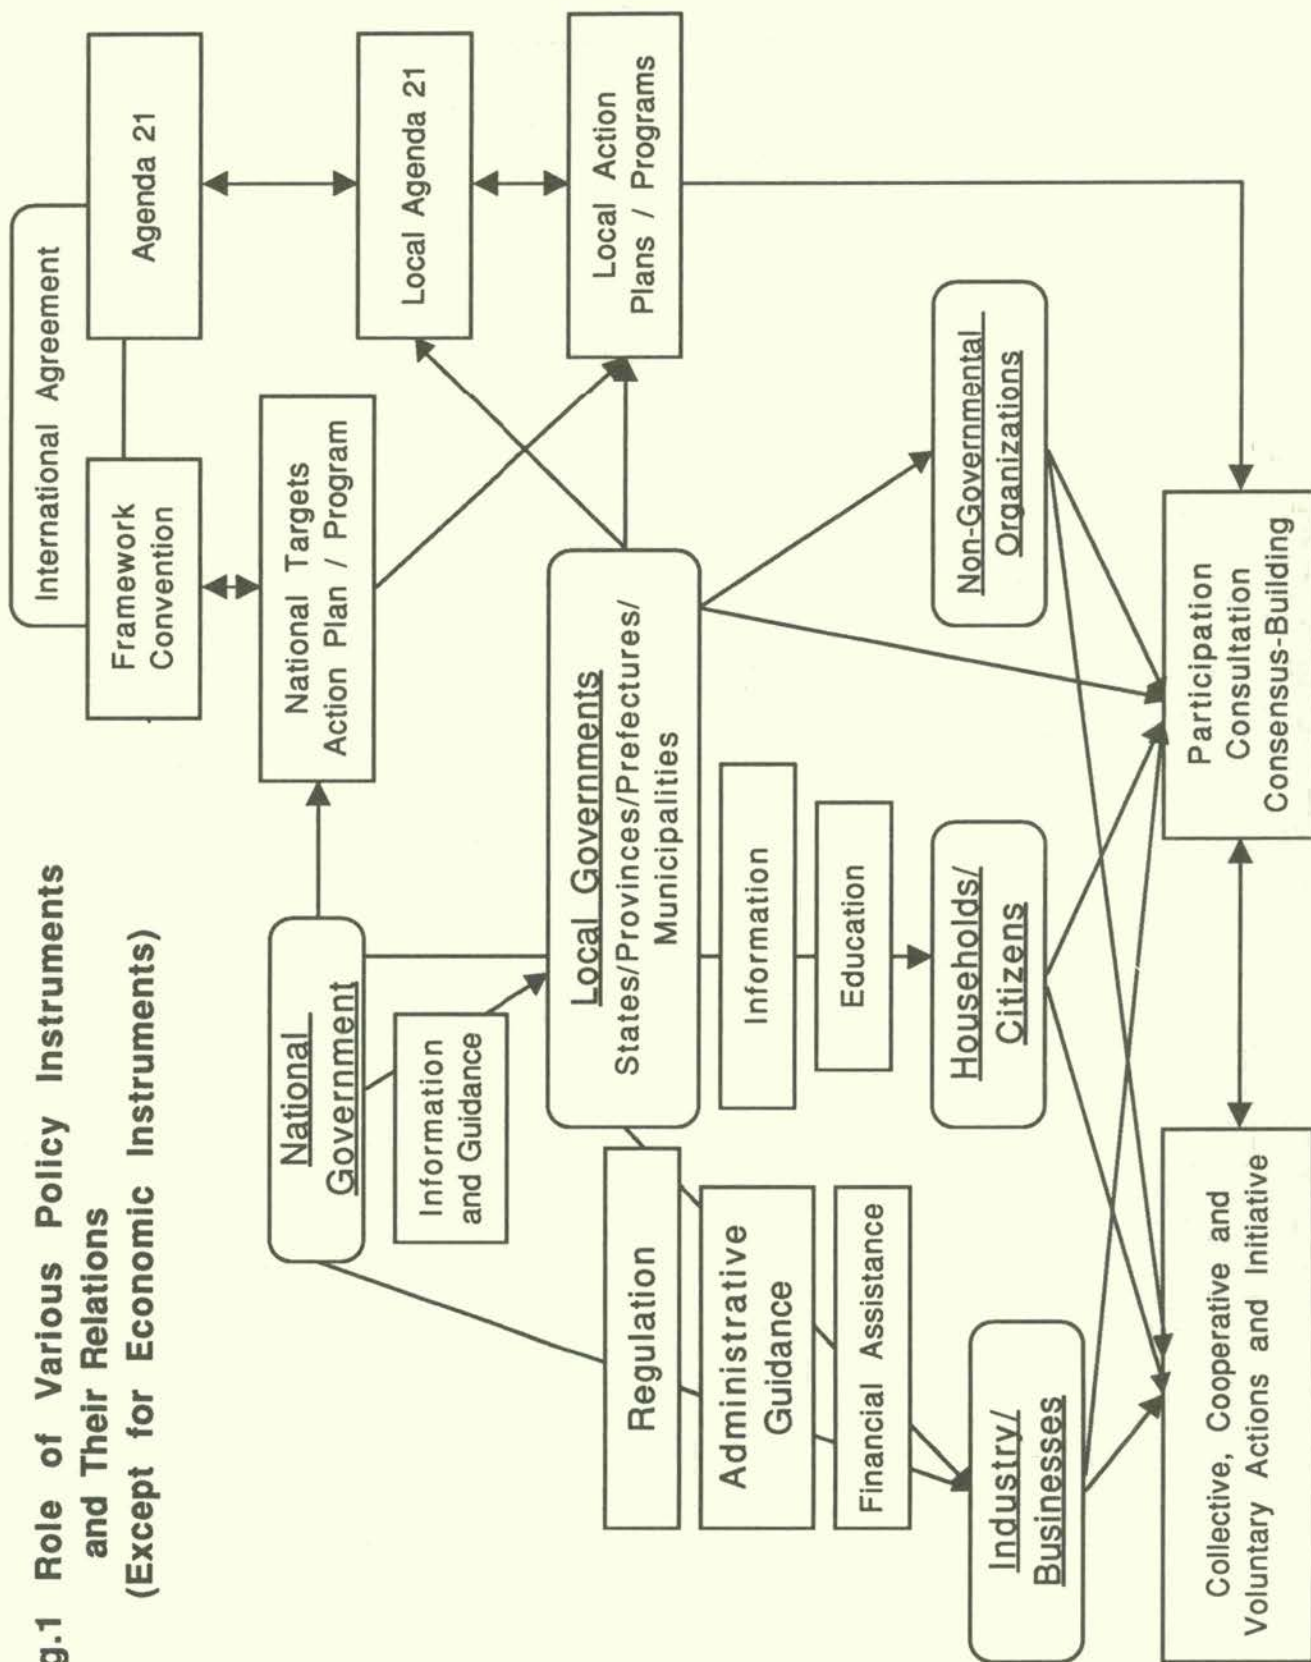 g.1 Role of Various Policy Instruments
and Their Relations
(Except for Economic Instruments)
International Agreement
Framework
Convention
Agenda 21
National
Government
National Targets
Action Plan / Program
Local Agenda 21
Information
and Guidance
Local Governments
States/Provinces/Prefectures/
Municipalities
Local Action
Plans / Programs
Regulation
Administrative
Guidance
Financial Assistance
Information
Education
Industry/
Businesses
Households/
Citizens
Non-Governmental
Organizations
Collective, Cooperative and
Voluntary Actions and Initiative
Participation
Consultation
Consensus-Building